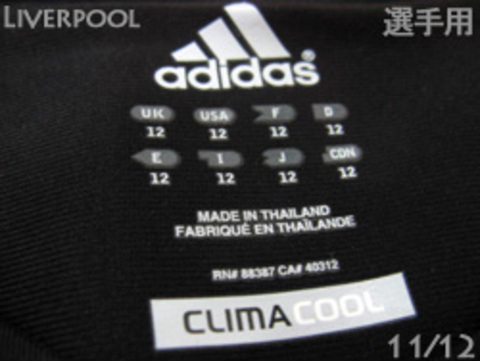 LIVERPOOL 選手用
adidas®
UK USA F D
12 12 12 12
E I J CDN
12 12 12 12
MADE IN THAILAND
FABRIQUÉ EN THAÏLANDE
RN# 88387 CA# 40312
CLIMACOOL
11/12